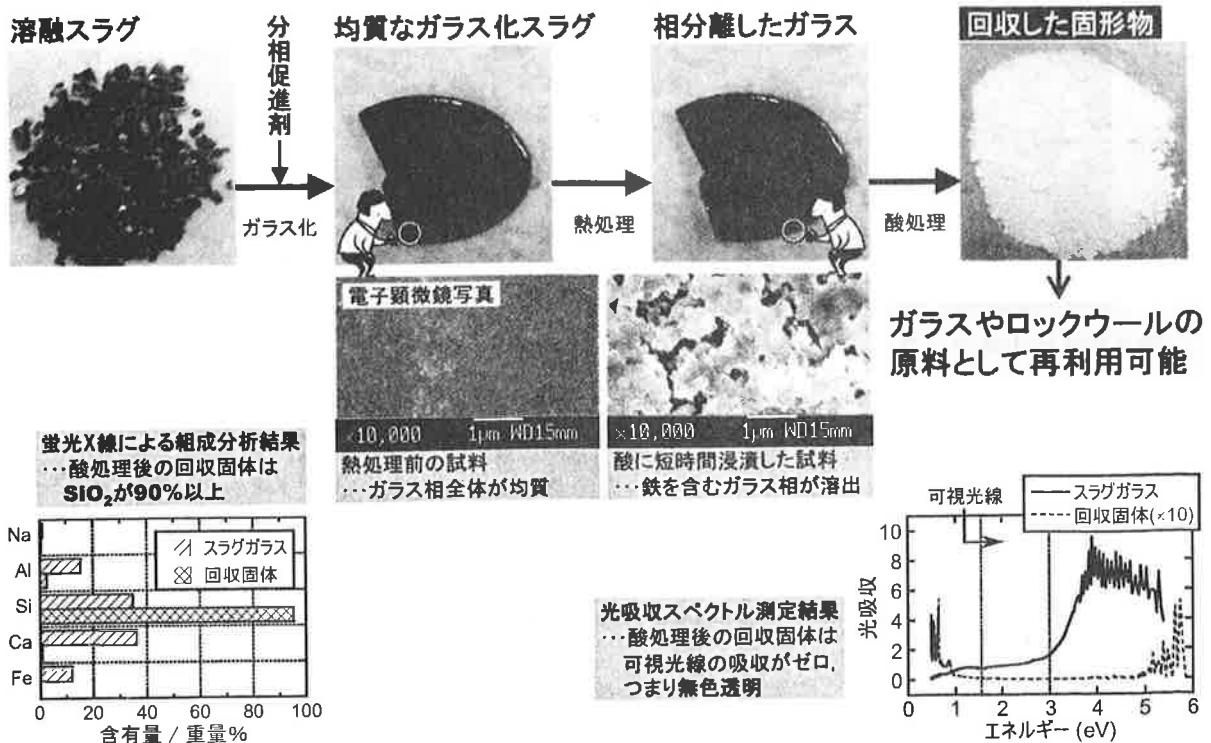 溶融スラグ
分相促進剤
均質なガラス化スラグ
相分離したガラス
回収した固形物
ガラス化
熱処理
酸処理
電子顕微鏡写真
×10,000 1μm WD15mm
×10,000 1μm WD15mm
熱処理前の試料
…ガラス相全体が均質
酸に短時間浸漬した試料
…鉄を含むガラス相が溶出
ガラスやロックウールの
原料として再利用可能
蛍光X線による組成分析結果
…酸処理後の回収固体は
SiO₂が90%以上
Na
Al
Si
Ca
Fe
スラグガラス
回収固体
0 20 40 60 80 100
含有量 / 重量%
光吸収スペクトル測定結果
…酸処理後の回収固体は
可視光線の吸収がゼロ,
つまり無色透明
可視光線
スラグガラス
回収固体(×10)
光吸収
10
8
6
4
2
0
0 1 2 3 4 5 6
エネルギー (eV)